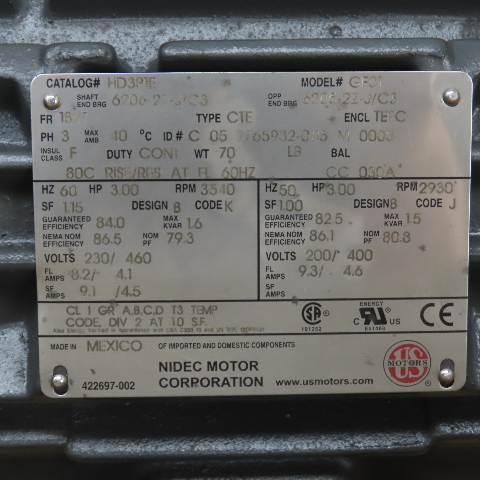 CATALOG# HD3P1E MODEL# GF31
SHAFT END BRG 6206-2Z-J/C3 OPP END BRG 6205-2Z-J/C3
FR TYPE CTE ENCL TEFC
PH 3 MAX AMB 40 °C ID# C 05 M 0003
INSUL CLASS F DUTY CONT WT 70 LB BAL
80C RISE/RES AT FL 60HZ CC 030A
HZ 60 HP 3.00 RPM 3540
SF 1.15 DESIGN B CODE K
GUARANTEED EFFICIENCY 84.0 MAX KVAR 1.6
NEMA NOM EFFICIENCY 86.5 NOM PF 79.3
VOLTS 230/ 460
FL AMPS 8.2/ 4.1
SF AMPS 9.1 /4.5
HZ 50 HP 3.00 RPM 2930
SF 1.00 DESIGN B CODE J
GUARANTEED EFFICIENCY 82.5 MAX KVAR 1.5
NEMA NOM EFFICIENCY 86.1 NOM PF 80.8
VOLTS 200/ 400
FL AMPS 9.3/ 4.6
SF AMPS
CL I GR A,B,C,D T3 TEMP
CODE, DIV 2 AT 1.0 S.F.
SA
191252
ENERGY
C UL US
MADE IN MEXICO OF IMPORTED AND DOMESTIC COMPONENTS
NIDEC MOTOR
CORPORATION
422697-002
www.usmotors.com
US
MOTORS
CE